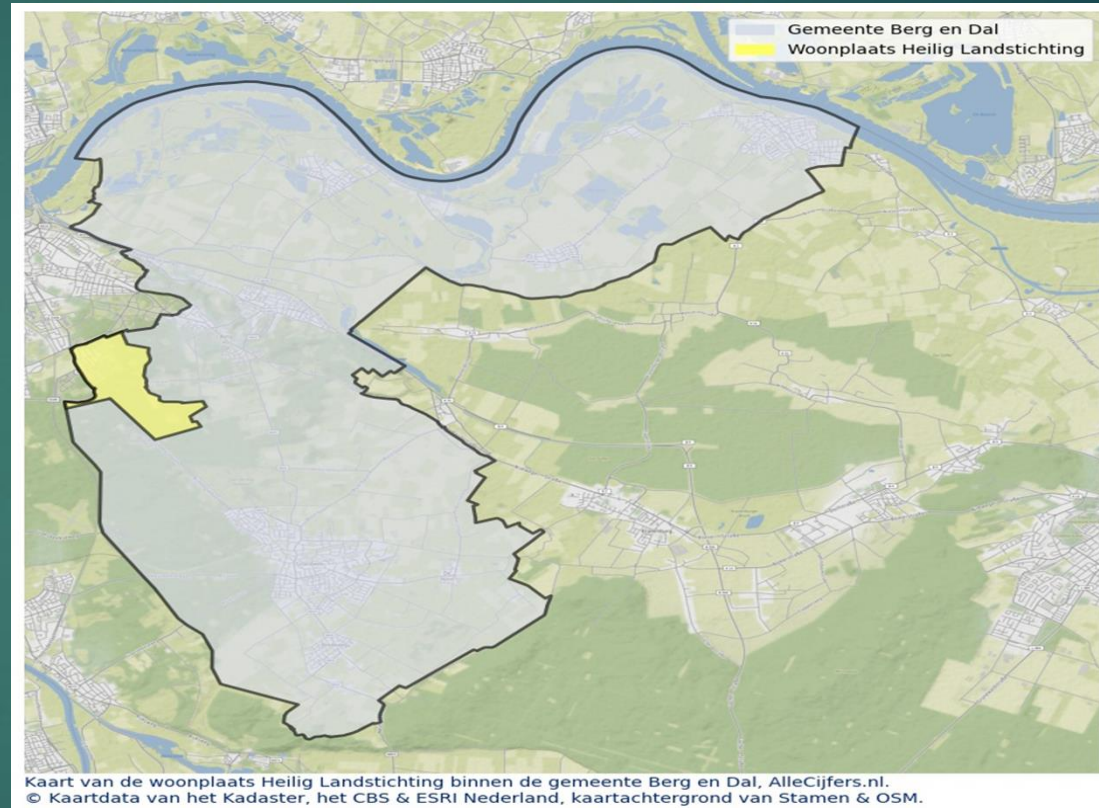 Gemeente Berg en Dal
Woonplaats Heilig Landstichting
Kaart van de woonplaats Heilig Landstichting binnen de gemeente Berg en Dal, AlleCijfers.nl.
© Kaartdata van het Kadaster, het CBS & ESRI Nederland, kaartachtergrond van Stamen & OSM.